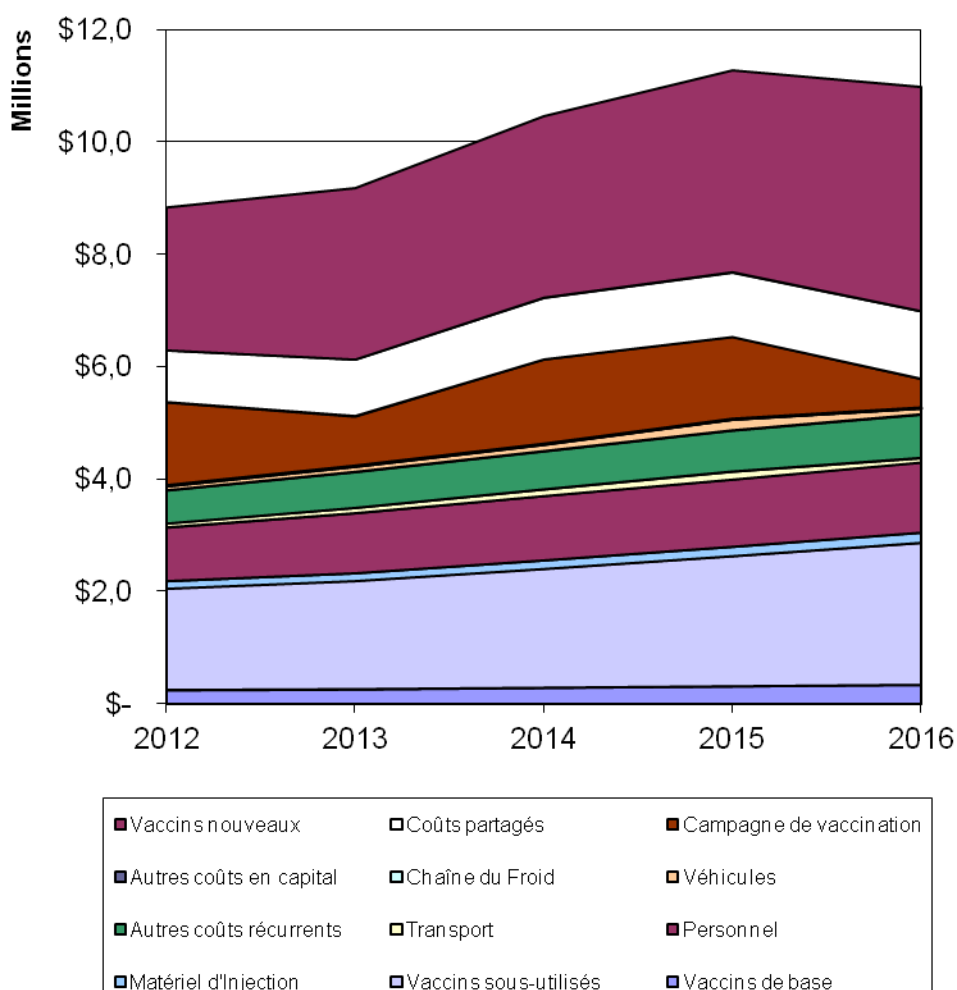 Millions
$12,0
$10,0
$8,0
$6,0
$4,0
$2,0
$-
2012 2013 2014 2015 2016
Vaccins nouveaux Coûts partagés Campagne de vaccination
Autres coûts en capital Chaîne du Froid Véhicules
Autres coûts récurrents Transport Personnel
Matériel d'Injection Vaccins sous-utilisés Vaccins de base